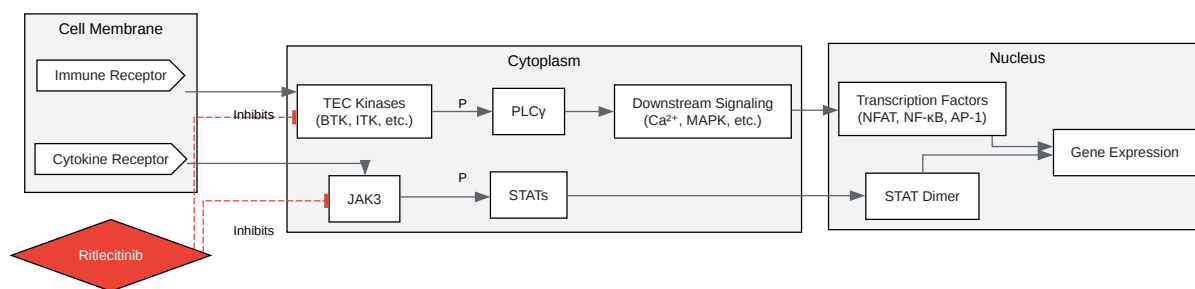 Cell Membrane
Immune Receptor
Cytokine Receptor
Inhibits
Inhibits
Ritlecitinib
Cytoplasm
TEC Kinases
(BTK, ITK, etc.)
P
PLCγ
Downstream Signaling
(Ca²⁺, MAPK, etc.)
JAK3
P
STATs
Nucleus
Transcription Factors
(NFAT, NF-κB, AP-1)
Gene Expression
STAT Dimer